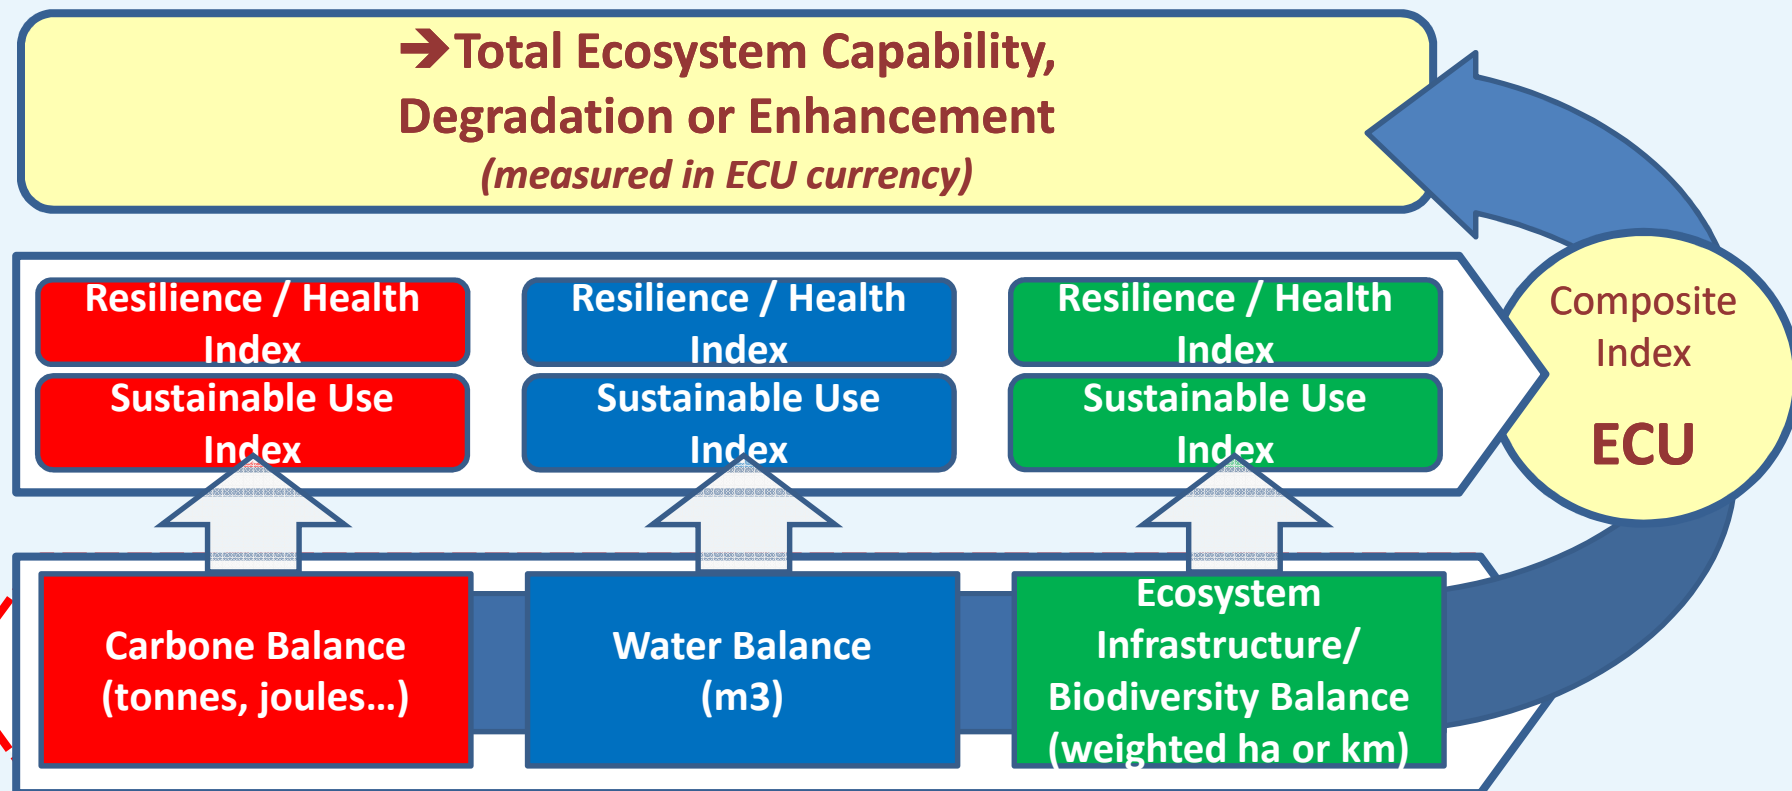 ➔Total Ecosystem Capability,
Degradation or Enhancement
(measured in ECU currency)
Resilience / Health
Index
Resilience / Health
Index
Resilience / Health
Index
Sustainable Use
Index
Sustainable Use
Index
Sustainable Use
Index
Composite
Index
ECU
Carbone Balance
(tonnes, joules…)
Water Balance
(m3)
Ecosystem
Infrastructure/
Biodiversity Balance
(weighted ha or km)